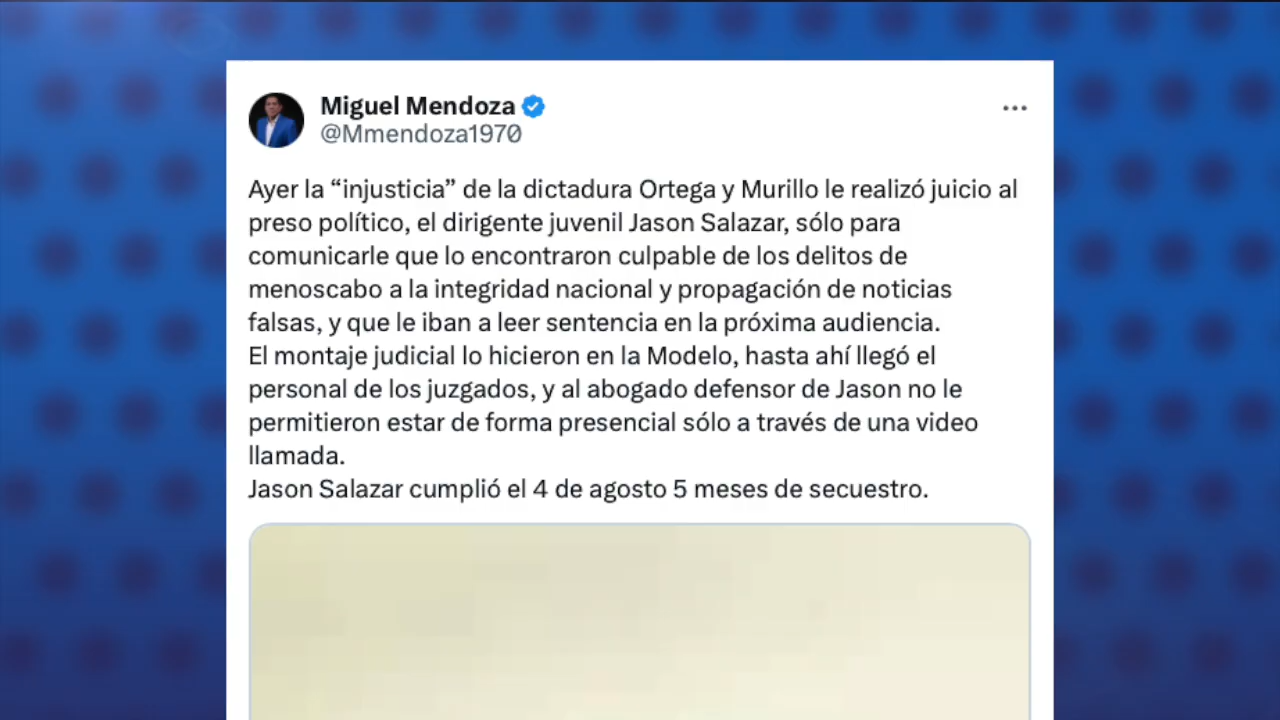 Miguel Mendoza
@Mmendoza1970
Ayer la “injusticia” de la dictadura Ortega y Murillo le realizó juicio al
preso político, el dirigente juvenil Jason Salazar, sólo para
comunicarle que lo encontraron culpable de los delitos de
menoscabo a la integridad nacional y propagación de noticias
falsas, y que le iban a leer sentencia en la próxima audiencia.
El montaje judicial lo hicieron en la Modelo, hasta ahí llegó el
personal de los juzgados, y al abogado defensor de Jason no le
permitieron estar de forma presencial sólo a través de una video
llamada.
Jason Salazar cumplió el 4 de agosto 5 meses de secuestro.